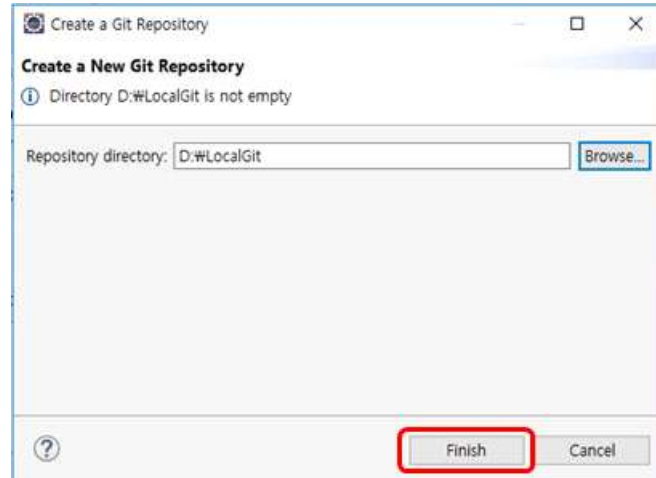 Create a Git Repository
Create a New Git Repository
Directory D:₩LocalGit is not empty
Repository directory: D:₩LocalGit Browse...
Finish Cancel